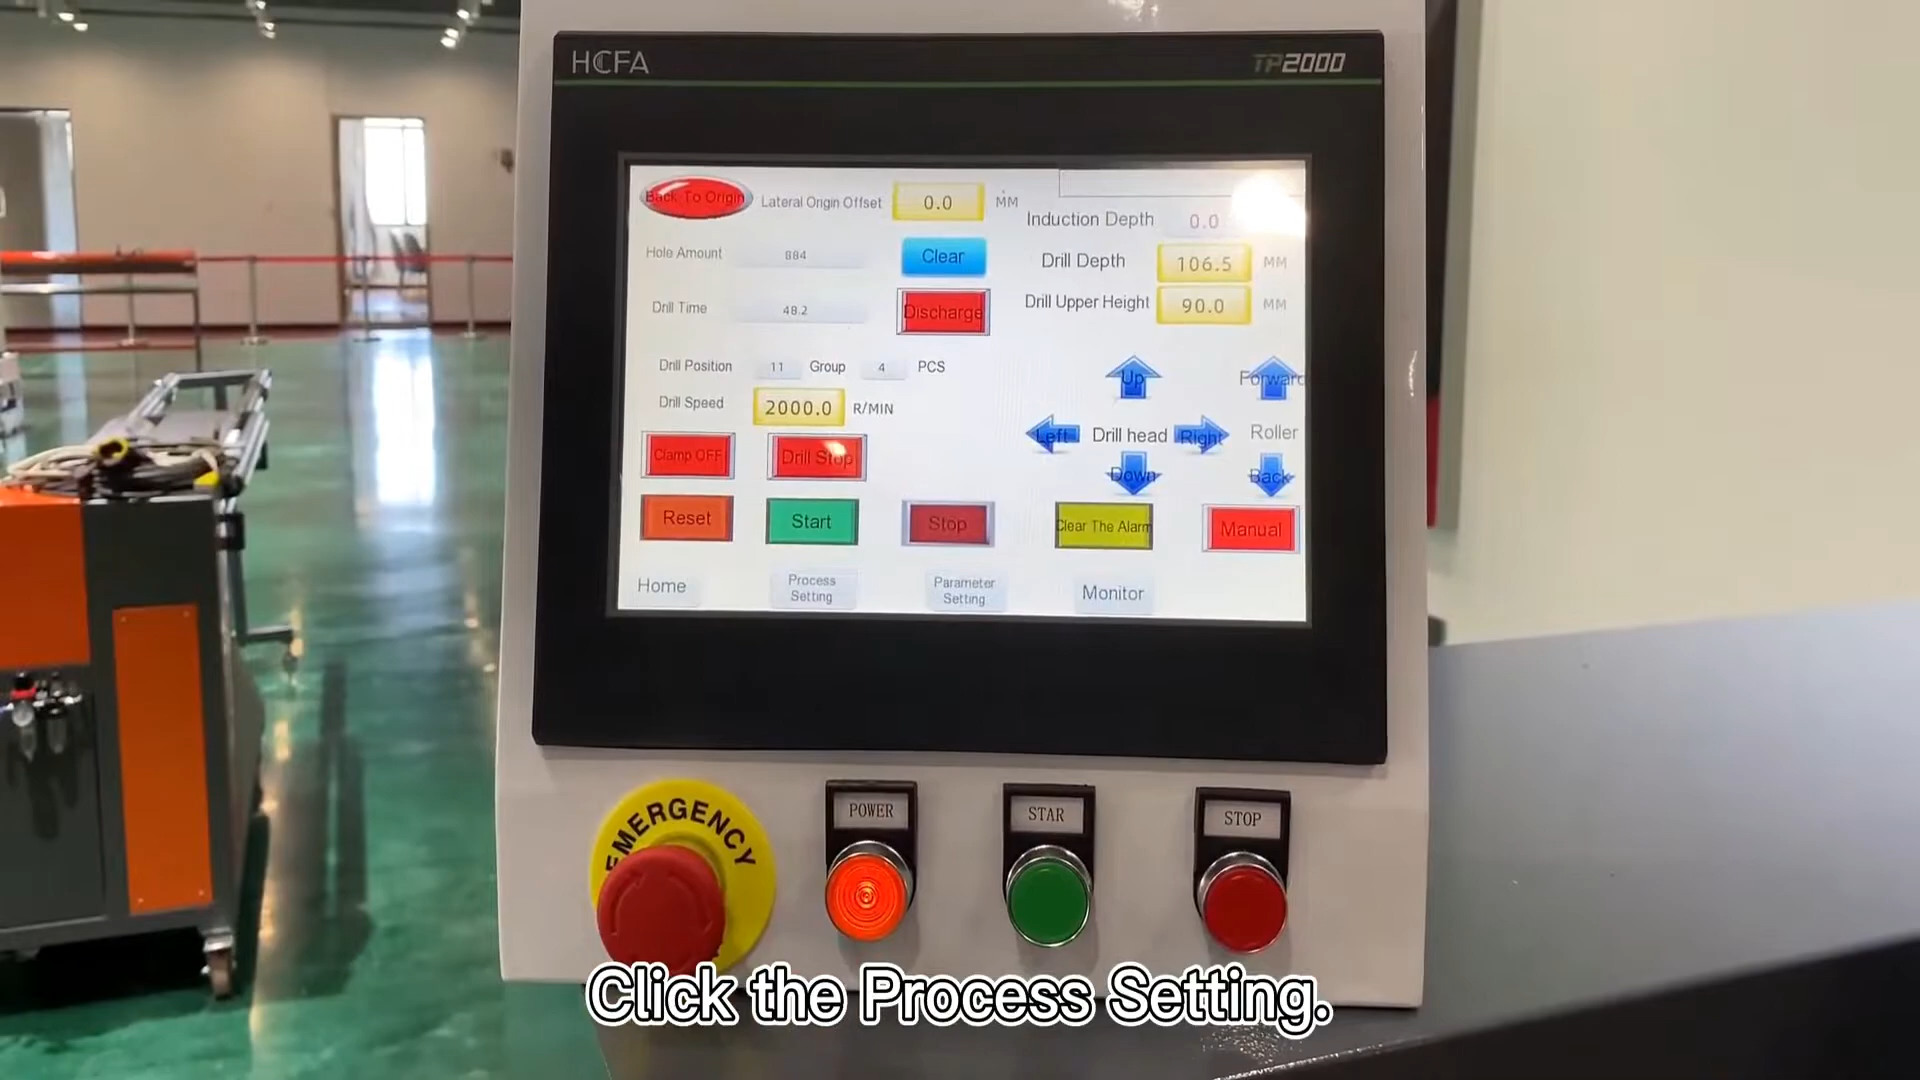 HCFA
TP2000
Back To Origin
Lateral Origin Offset 0.0 MM
Induction Depth 0.0
Hole Amount 884
Clear
Drill Depth 106.5 MM
Drill Time 48.2
Discharge
Drill Upper Height 90.0 MM
Drill Position 11 Group 4 PCS
Drill Speed 2000.0 R/MIN
Up
Forward
Left
Drill head
Right
Roller
Down
Back
Clamp OFF
Drill Stop
Reset
Start
Stop
Clear The Alarm
Manual
Home
Process
Setting
Parameter
Setting
Monitor
EMERGENCY
POWER
STAR
STOP
Click the Process Setting.